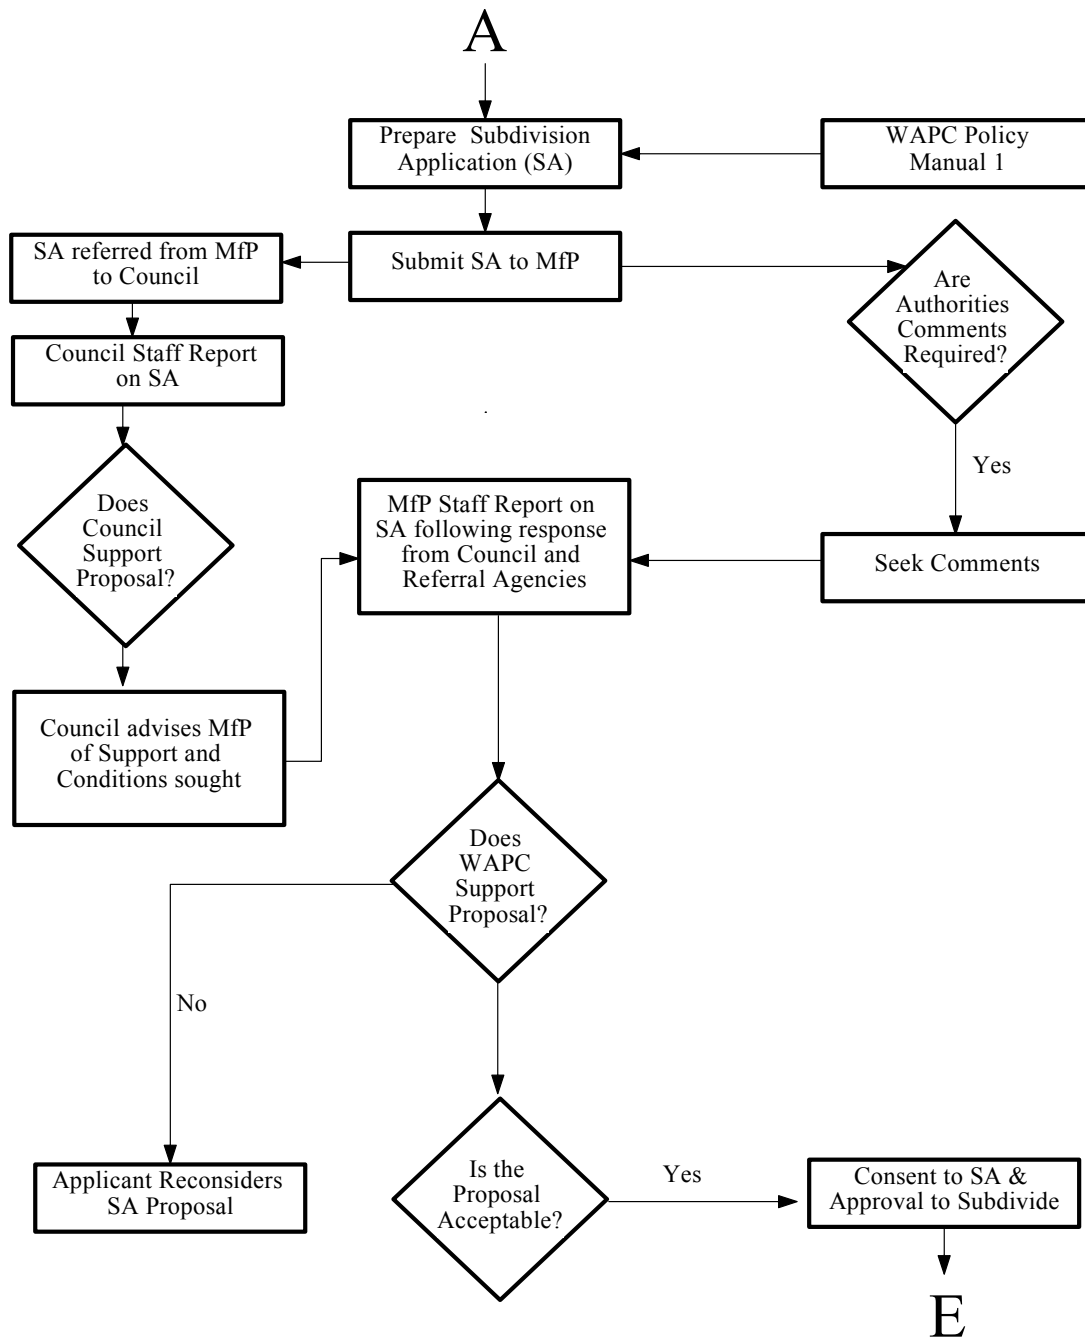 A
Prepare Subdivision
Application (SA)
WAPC Policy
Manual 1
SA referred from MfP
to Council
Submit SA to MfP
Are
Authorities
Comments
Required?
Council Staff Report
on SA
Yes
Does
Council
Support
Proposal?
MfP Staff Report on
SA following response
from Council and
Referral Agencies
Seek Comments
Council advises MfP
of Support and
Conditions sought
Does
WAPC
Support
Proposal?
No
Applicant Reconsiders
SA Proposal
Is the
Proposal
Acceptable?
Yes
Consent to SA &
Approval to Subdivide
E